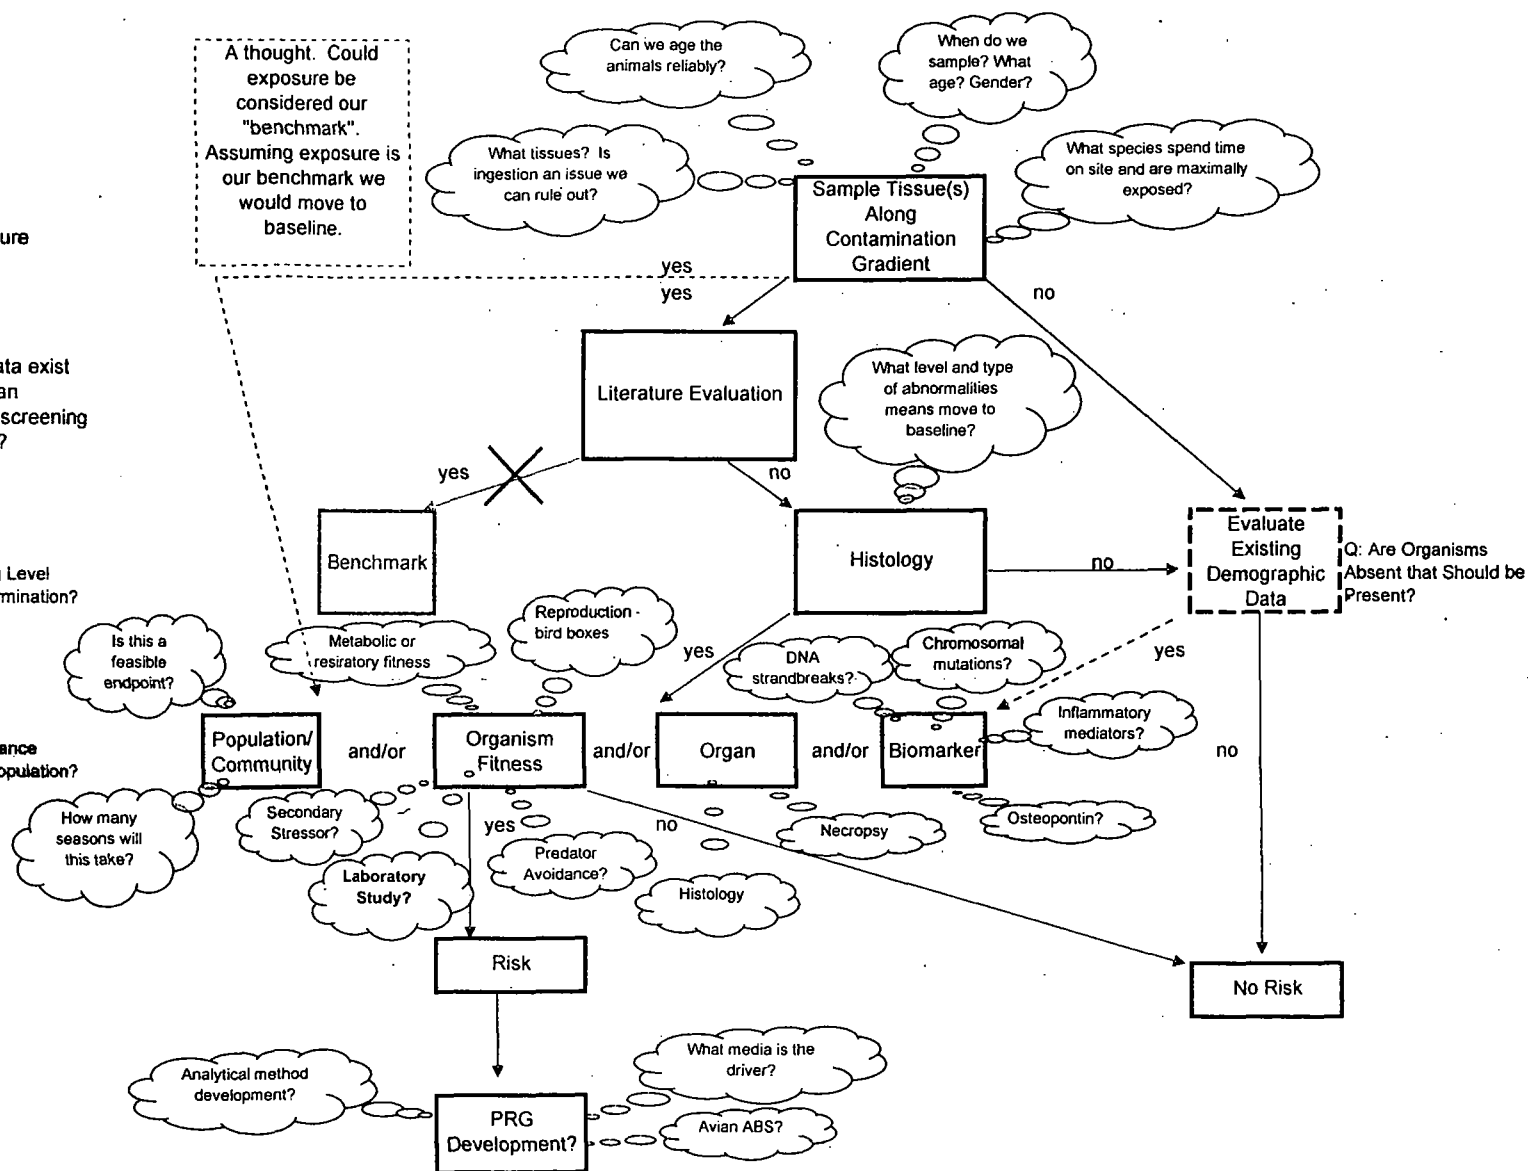 A thought. Could
exposure be
considered our
"benchmark".
Assuming exposure is
our benchmark we
would move to
baseline.
Can we age the
animals reliably?
When do we
sample? What
age? Gender?
What tissues? Is
ingestion an issue we
can rule out?
What species spend time
on site and are maximally
exposed?
Sample Tissue(s)
Along
Contamination
Gradient
ure
yes
yes
no
Literature Evaluation
What level and type
of abnormalities
means move to
baseline?
ata exist
an
screening
?
yes
no
Benchmark
Histology
no
Evaluate
Existing
Demographic
Data
Q: Are Organisms
Absent that Should be
Present?
Level
mination?
Is this a
feasible
endpoint?
Metabolic or
resiratory fitness
Reproduction -
bird boxes
yes
DNA
strandbreaks?
Chromosomal
mutations?
yes
Inflammatory
mediators?
ance
opulation?
Population/
Community
and/or
Organism
Fitness
and/or
Organ
and/or
Biomarker
no
How many
seasons will
this take?
Secondary
Stressor?
yes
no
Necropsy
Osteopontin?
Laboratory
Study?
Predator
Avoidance?
Histology
Risk
No Risk
Analytical method
development?
What media is the
driver?
PRG
Development?
Avian ABS?